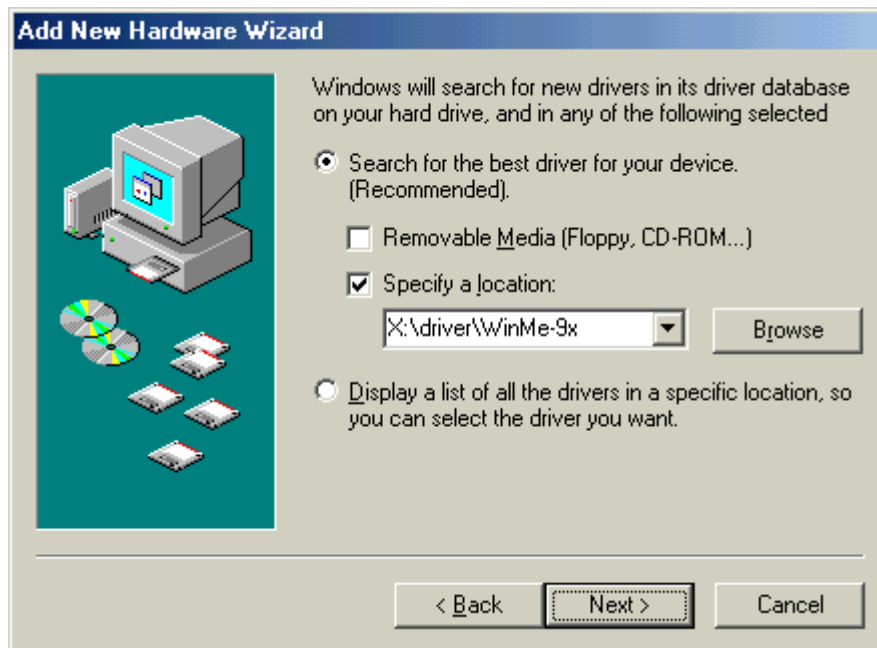 Add New Hardware Wizard
Windows will search for new drivers in its driver database
on your hard drive, and in any of the following selected
Search for the best driver for your device.
(Recommended).
Removable Media (Floppy, CD-ROM...)
Specify a location:
X:\driver\WinMe-9x
Browse
Display a list of all the drivers in a specific location, so
you can select the driver you want.
< Back
Next >
Cancel